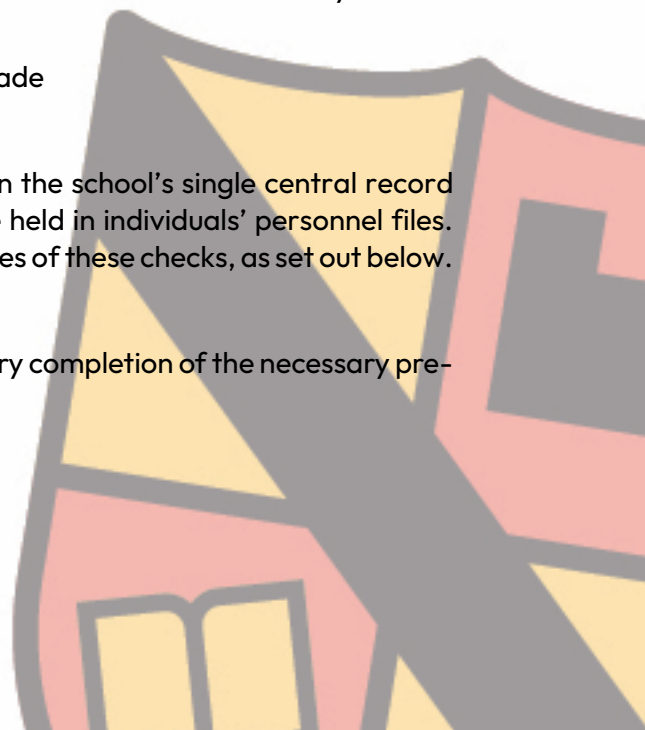 ade
n the school’s single central record
held in individuals’ personnel files.
es of these checks, as set out below.
ry completion of the necessary pre-